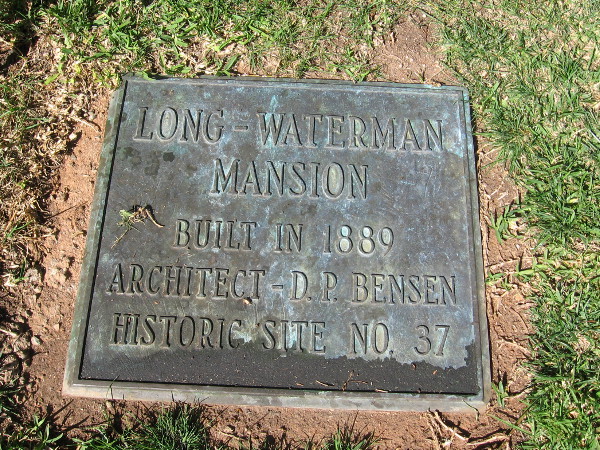 LONG-WATERMAN
MANSION
BUILT IN 1889
ARCHITECT-D.P. BENSEN
HISTORIC SITE NO. 37